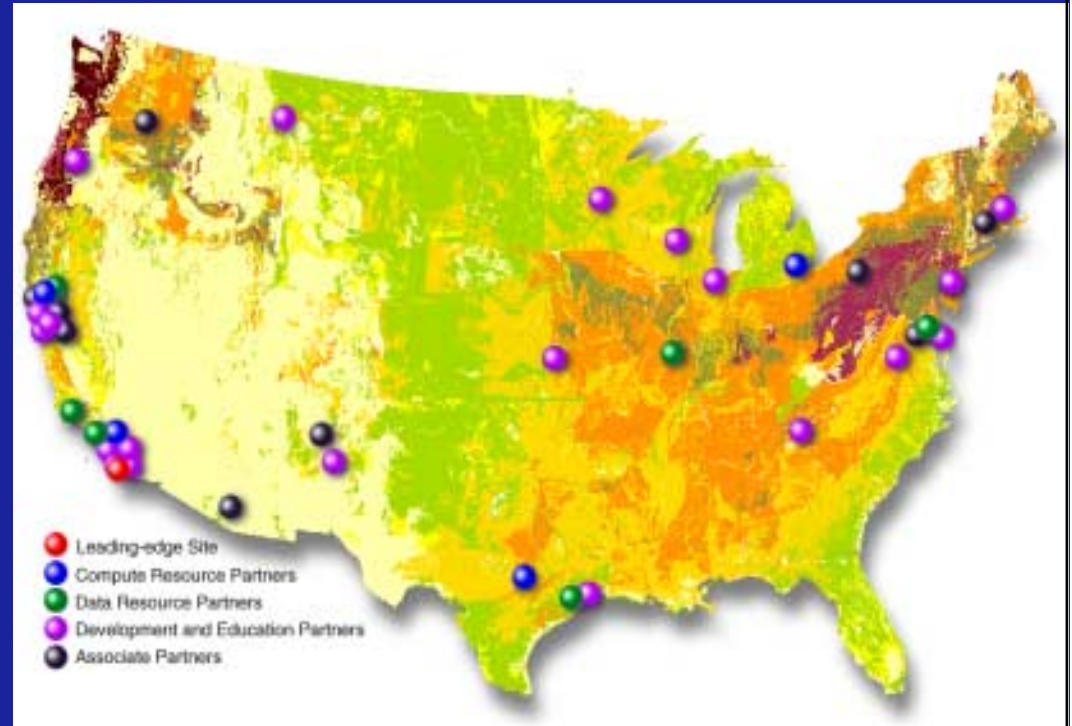 Leading-edge Site
Compute Resource Partners
Data Resource Partners
Development and Education Partners
Associate Partners